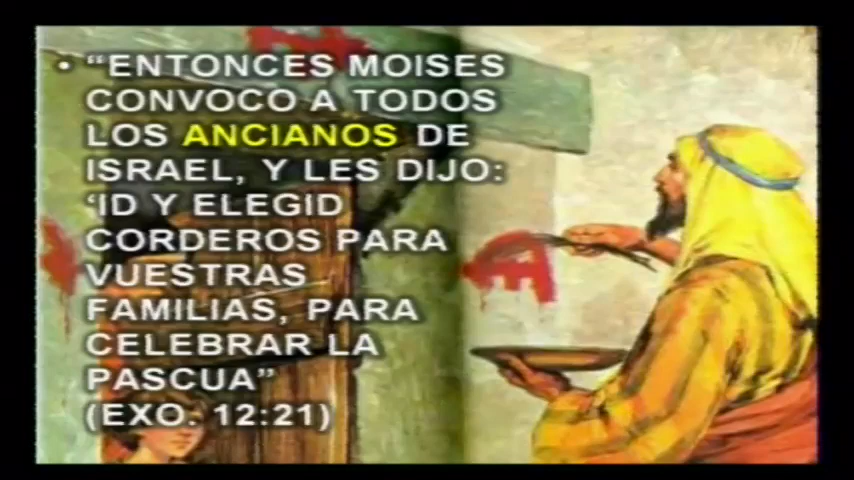 • “ENTONCES MOISES
CONVOCO A TODOS
LOS ANCIANOS DE
ISRAEL, Y LES DIJO:
‘ID Y ELEGID
CORDEROS PARA
VUESTRAS
FAMILIAS, PARA
CELEBRAR LA
PASCUA”
(EXO. 12:21)